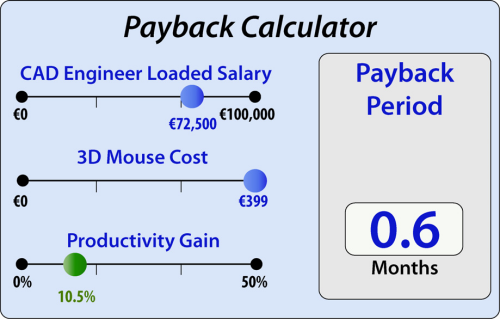 Payback Calculator
CAD Engineer Loaded Salary
€0
€72,500
€100,000
3D Mouse Cost
€0
€399
Productivity Gain
0%
10.5%
50%
Payback
Period
0.6
Months